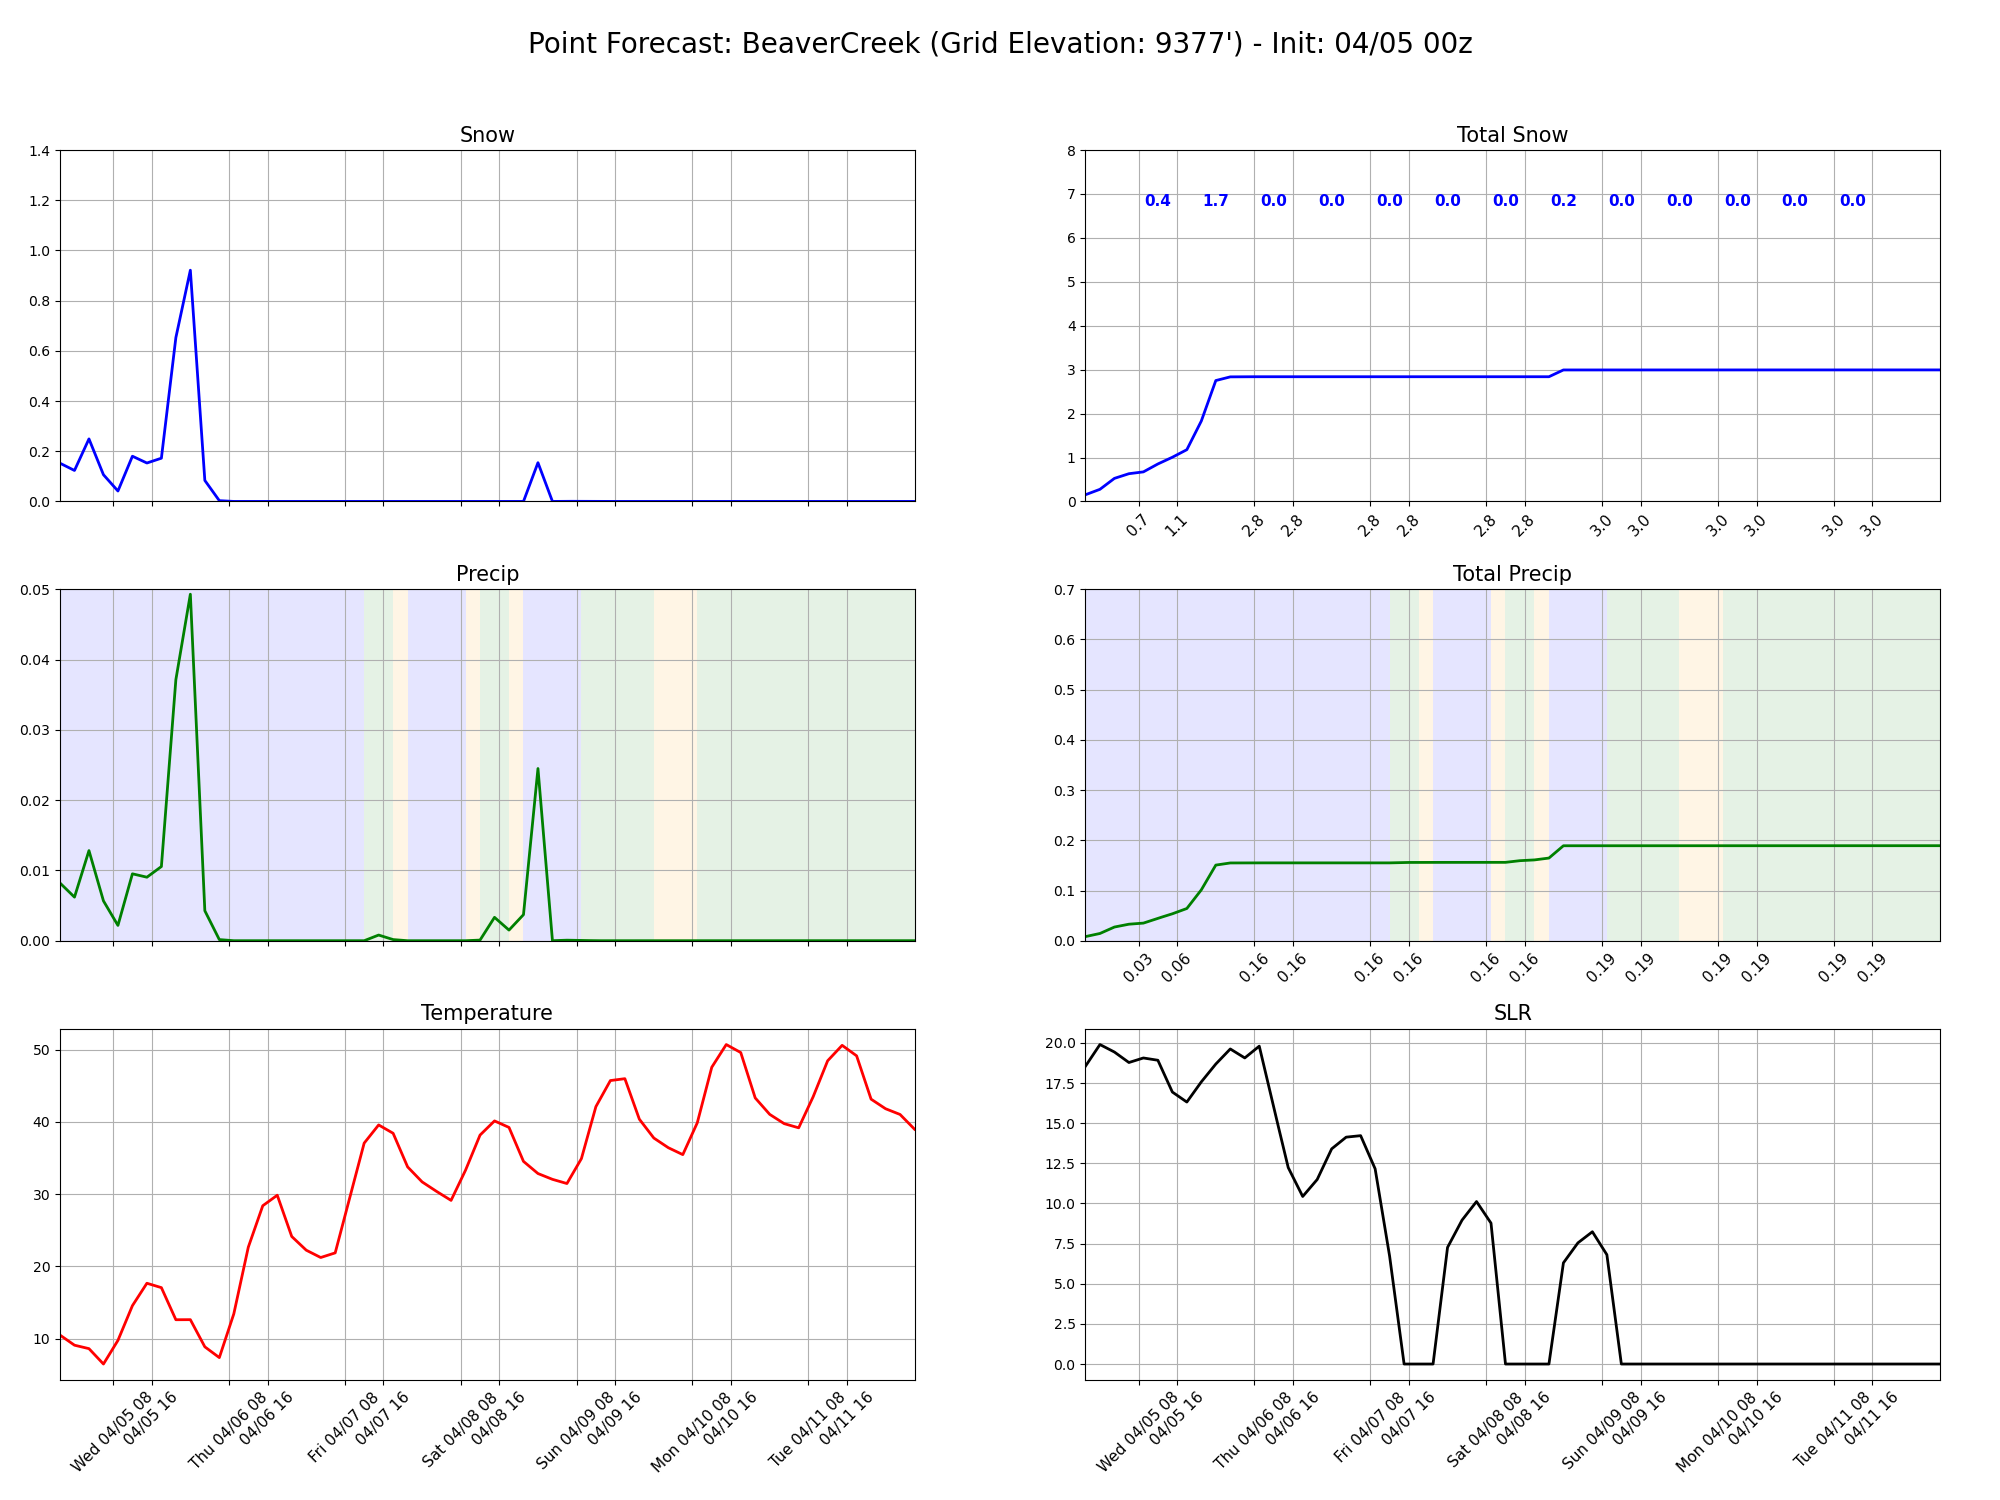 Point Forecast: BeaverCreek (Grid Elevation: 9377') - Init: 04/05 00z
Snow
1.4
1.2
1.0
0.8
0.6
0.4
0.2
0.0
Total Snow
8
7
6
5
4
3
2
1
0
0.4 1.7 0.0 0.0 0.0 0.0 0.0 0.2 0.0 0.0 0.0 0.0 0.0
0.7 1.1 2.8 2.8 2.8 2.8 2.8 2.8 3.0 3.0 3.0 3.0 3.0 3.0
Precip
0.05
0.04
0.03
0.02
0.01
0.00
Total Precip
0.7
0.6
0.5
0.4
0.3
0.2
0.1
0.0
0.03 0.06 0.16 0.16 0.16 0.16 0.16 0.16 0.19 0.19 0.19 0.19 0.19 0.19
Temperature
50
40
30
20
10
Wed 04/05 08
04/05 16
Thu 04/06 08
04/06 16
Fri 04/07 08
04/07 16
Sat 04/08 08
04/08 16
Sun 04/09 08
04/09 16
Mon 04/10 08
04/10 16
Tue 04/11 08
04/11 16
SLR
20.0
17.5
15.0
12.5
10.0
7.5
5.0
2.5
0.0
Wed 04/05 08
04/05 16
Thu 04/06 08
04/06 16
Fri 04/07 08
04/07 16
Sat 04/08 08
04/08 16
Sun 04/09 08
04/09 16
Mon 04/10 08
04/10 16
Tue 04/11 08
04/11 16